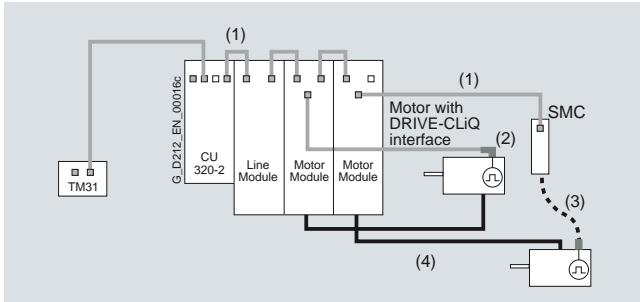 (1)
G_D212_EN_00016c
(1)
Motor with
DRIVE-CLiQ
interface
SMC
(2)
CU
320-2
Line
Module
Motor
Module
Motor
Module
TM31
(3)
(4)